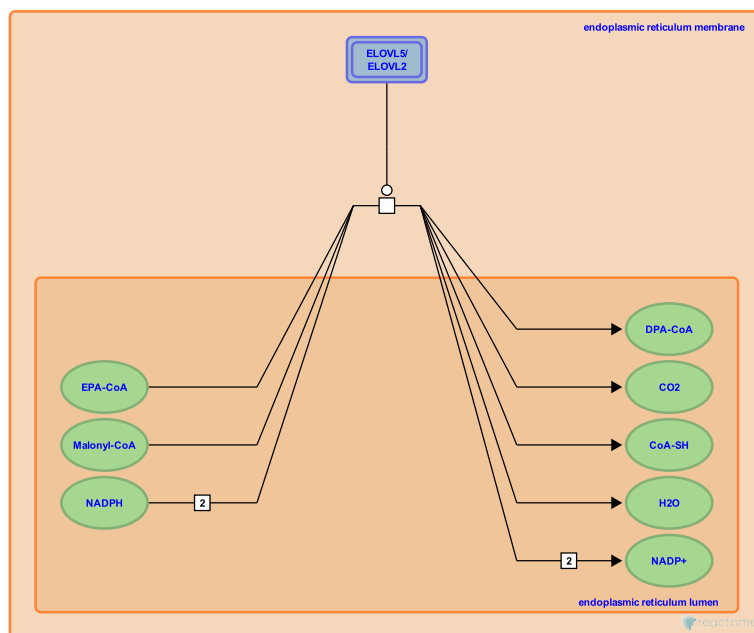 endoplasmic reticulum membrane
ELOVL5/
ELOVL2
DPA-CoA
EPA-CoA
CO2
Malonyl-CoA
CoA-SH
NADPH
2
H2O
2
NADP+
endoplasmic reticulum lumen
reactome